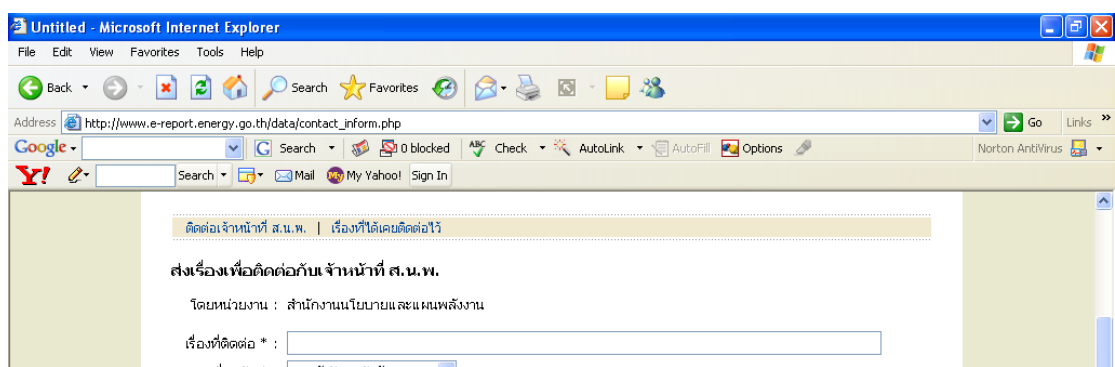 Untitled - Microsoft Internet Explorer
File Edit View Favorites Tools Help
Back Search Favorites
Address http://www.e-report.energy.go.th/data/contact_inform.php Go Links »
Google Search 0 blocked ABC Check AutoLink AutoFill Options Norton AntiVirus
Y! Search Mail My Yahoo! Sign In
ติดต่อเจ้าหน้าที่ ส.น.พ. | เรื่องที่ได้เคยติดต่อไว้
ส่งเรื่องเพื่อติดต่อกับเจ้าหน้าที่ ส.น.พ.
โดยหน่วยงาน : สำนักงานนโยบายและแผนพลังงาน
เรื่องที่ติดต่อ * :